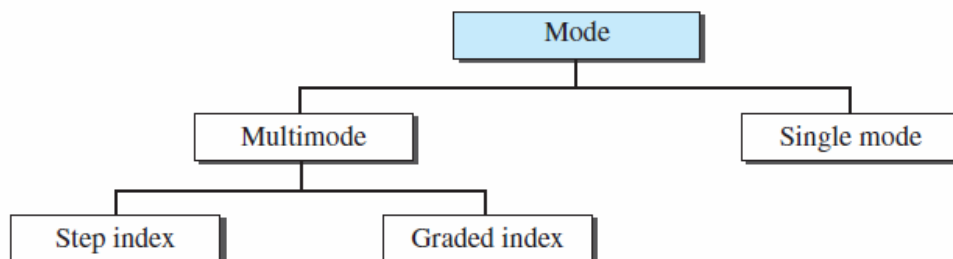 Mode
Multimode
Single mode
Step index
Graded index